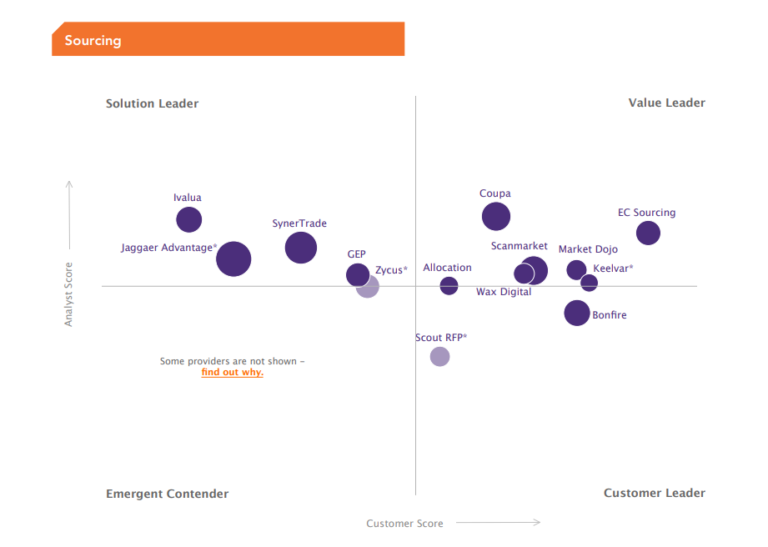 Sourcing
Solution Leader
Value Leader
Ivalua
Coupa
EC Sourcing
SynerTrade
Jaggaer Advantage*
Scanmarket
Market Dojo
GEP
Zycus*
Allocation
Keelvar*
Wax Digital
Bonfire
Scout RFP*
Analyst Score
Some providers are not shown –
find out why.
Emergent Contender
Customer Leader
Customer Score